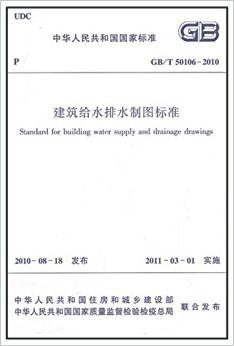 UDC
中华人民共和国国家标准 GB
P GB/T 50106-2010
建筑给水排水制图标准
Standard for building water supply and drainage drawings
2010-08-18 发布 2011-03-01 实施
中华人民共和国住房和城乡建设部
中华人民共和国国家质量监督检验检疫总局 联合发布